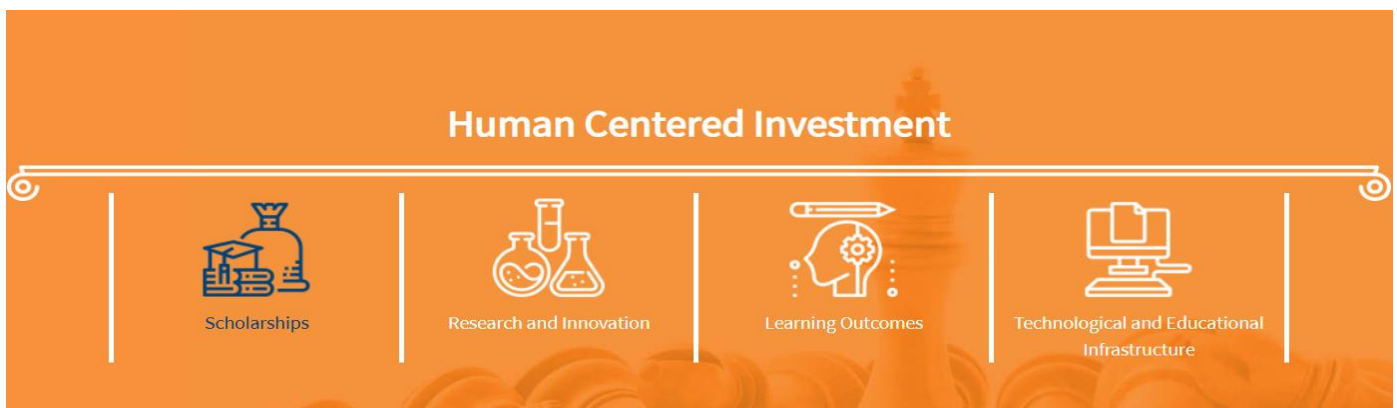 Human Centered Investment
Scholarships
Research and Innovation
Learning Outcomes
Technological and Educational
Infrastructure